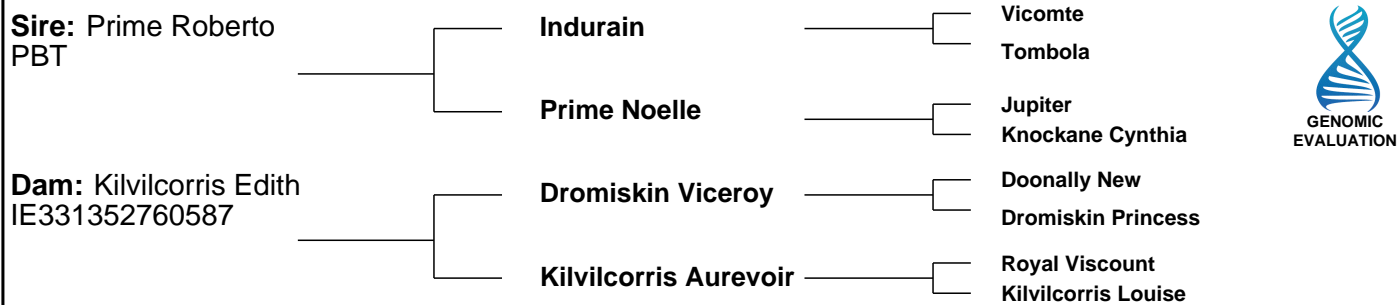 Sire: Prime Roberto
PBT
Indurain
Vicomte
Tombola
Prime Noelle
Jupiter
Knockane Cynthia
Dam: Kilvilcorris Edith
IE331352760587
Dromiskin Viceroy
Doonally New
Dromiskin Princess
Kilvilcorris Aurevoir
Royal Viscount
Kilvilcorris Louise
GENOMIC
EVALUATION